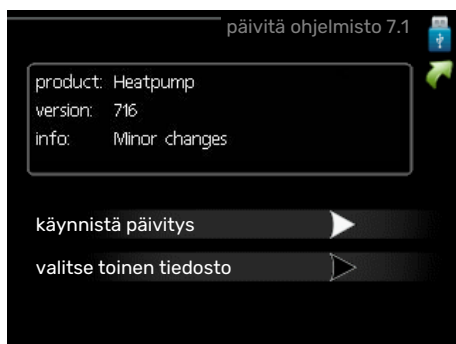 päivitä ohjelmisto 7.1
product: Heatpump
version: 716
info: Minor changes
käynnistä päivitys
valitse toinen tiedosto